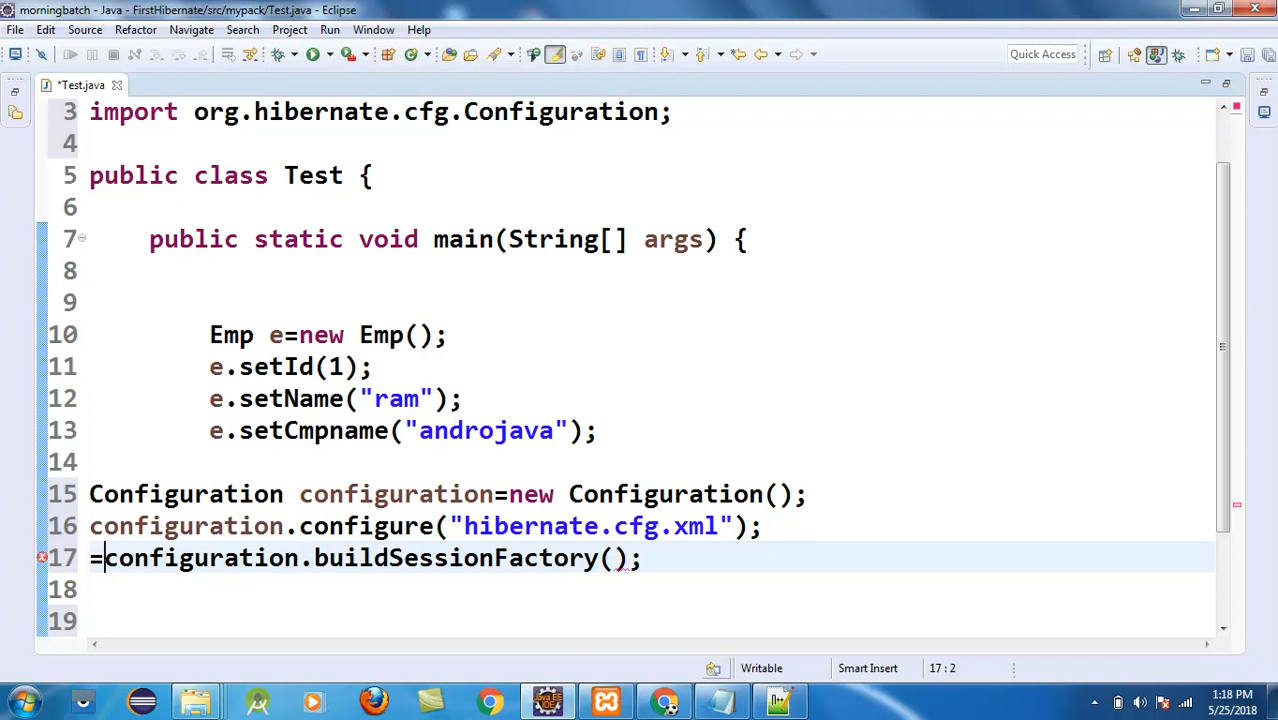 morningbatch - Java - FirstHibernate/src/mypack/Test.java - Eclipse
File Edit Source Refactor Navigate Search Project Run Window Help
Quick Access
*Test.java
3 import org.hibernate.cfg.Configuration;
4
5 public class Test {
6
7 public static void main(String[] args) {
8
9
10 Emp e=new Emp();
11 e.setId(1);
12 e.setName("ram");
13 e.setCmpname("androjava");
14
15 Configuration configuration=new Configuration();
16 configuration.configure("hibernate.cfg.xml");
17 =configuration.buildSessionFactory();
18
19
Writable Smart Insert 17 : 2
1:18 PM
5/25/2018